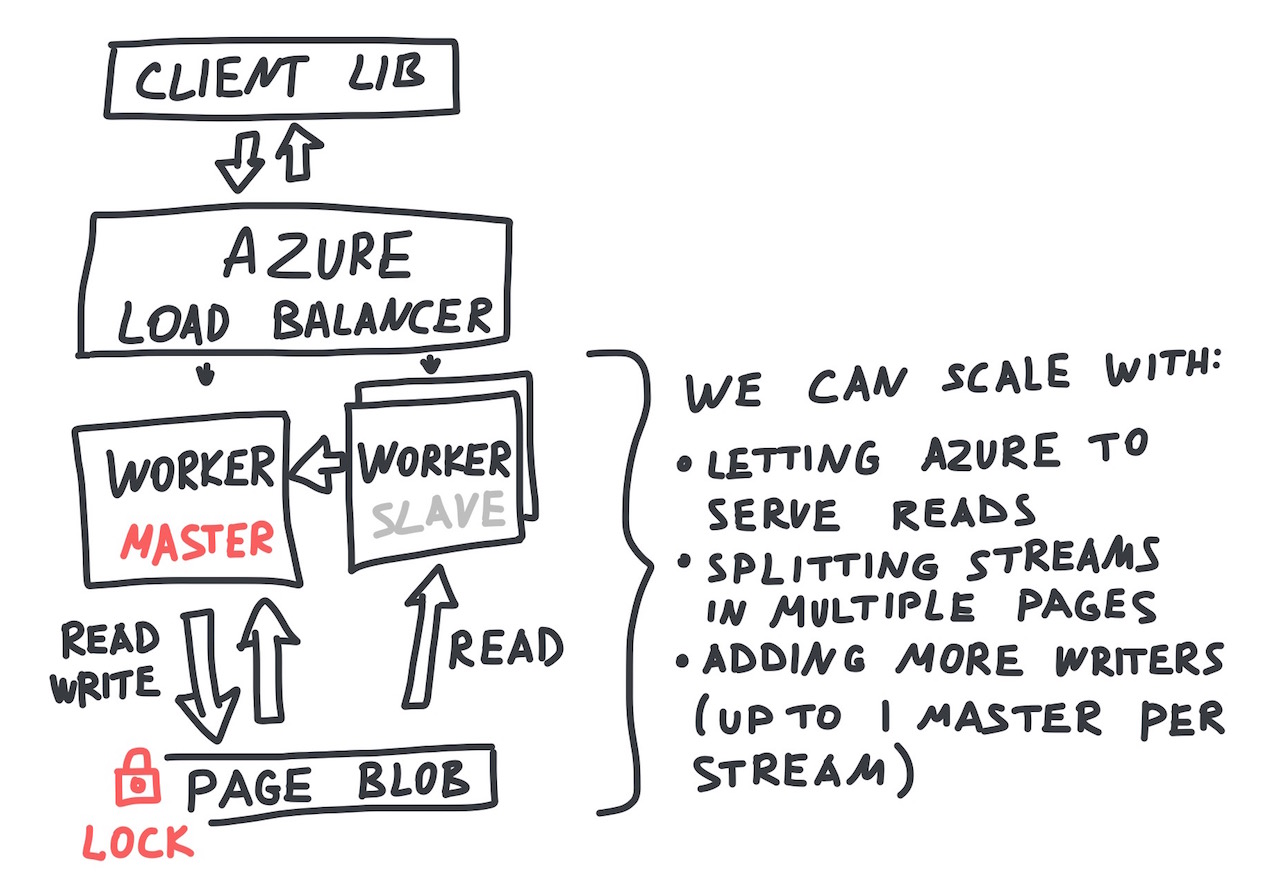 CLIENT LIB
AZURE
LOAD BALANCER
WORKER
MASTER
WORKER
SLAVE
READ
WRITE
READ
PAGE BLOB
LOCK
WE CAN SCALE WITH:
• LETTING AZURE TO
SERVE READS
• SPLITTING STREAMS
IN MULTIPLE PAGES
• ADDING MORE WRITERS
(UP TO 1 MASTER PER
STREAM)